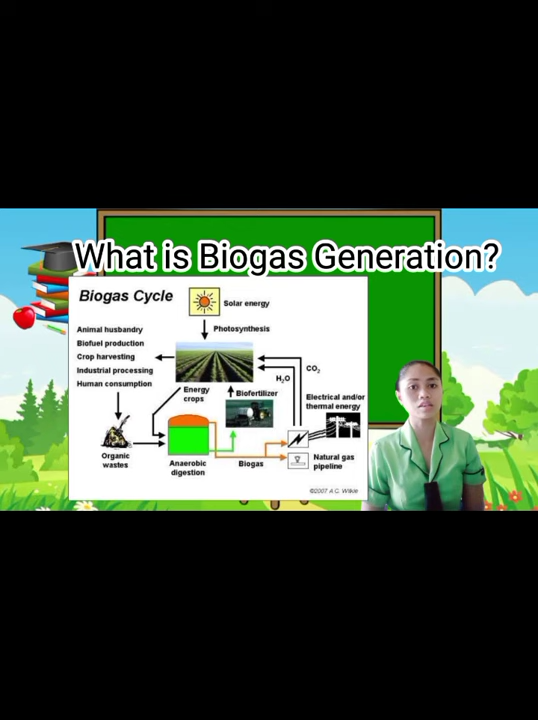 What is Biogas Generation?
Biogas Cycle
Solar energy
Photosynthesis
Animal husbandry
Biofuel production
Crop harvesting
Industrial processing
Human consumption
CO₂
H₂O
Energy
crops
Biofertilizer
Electrical and/or
thermal energy
Organic
wastes
Anaerobic
digestion
Biogas
Natural gas
pipeline
©2007 A.C. Wilkie